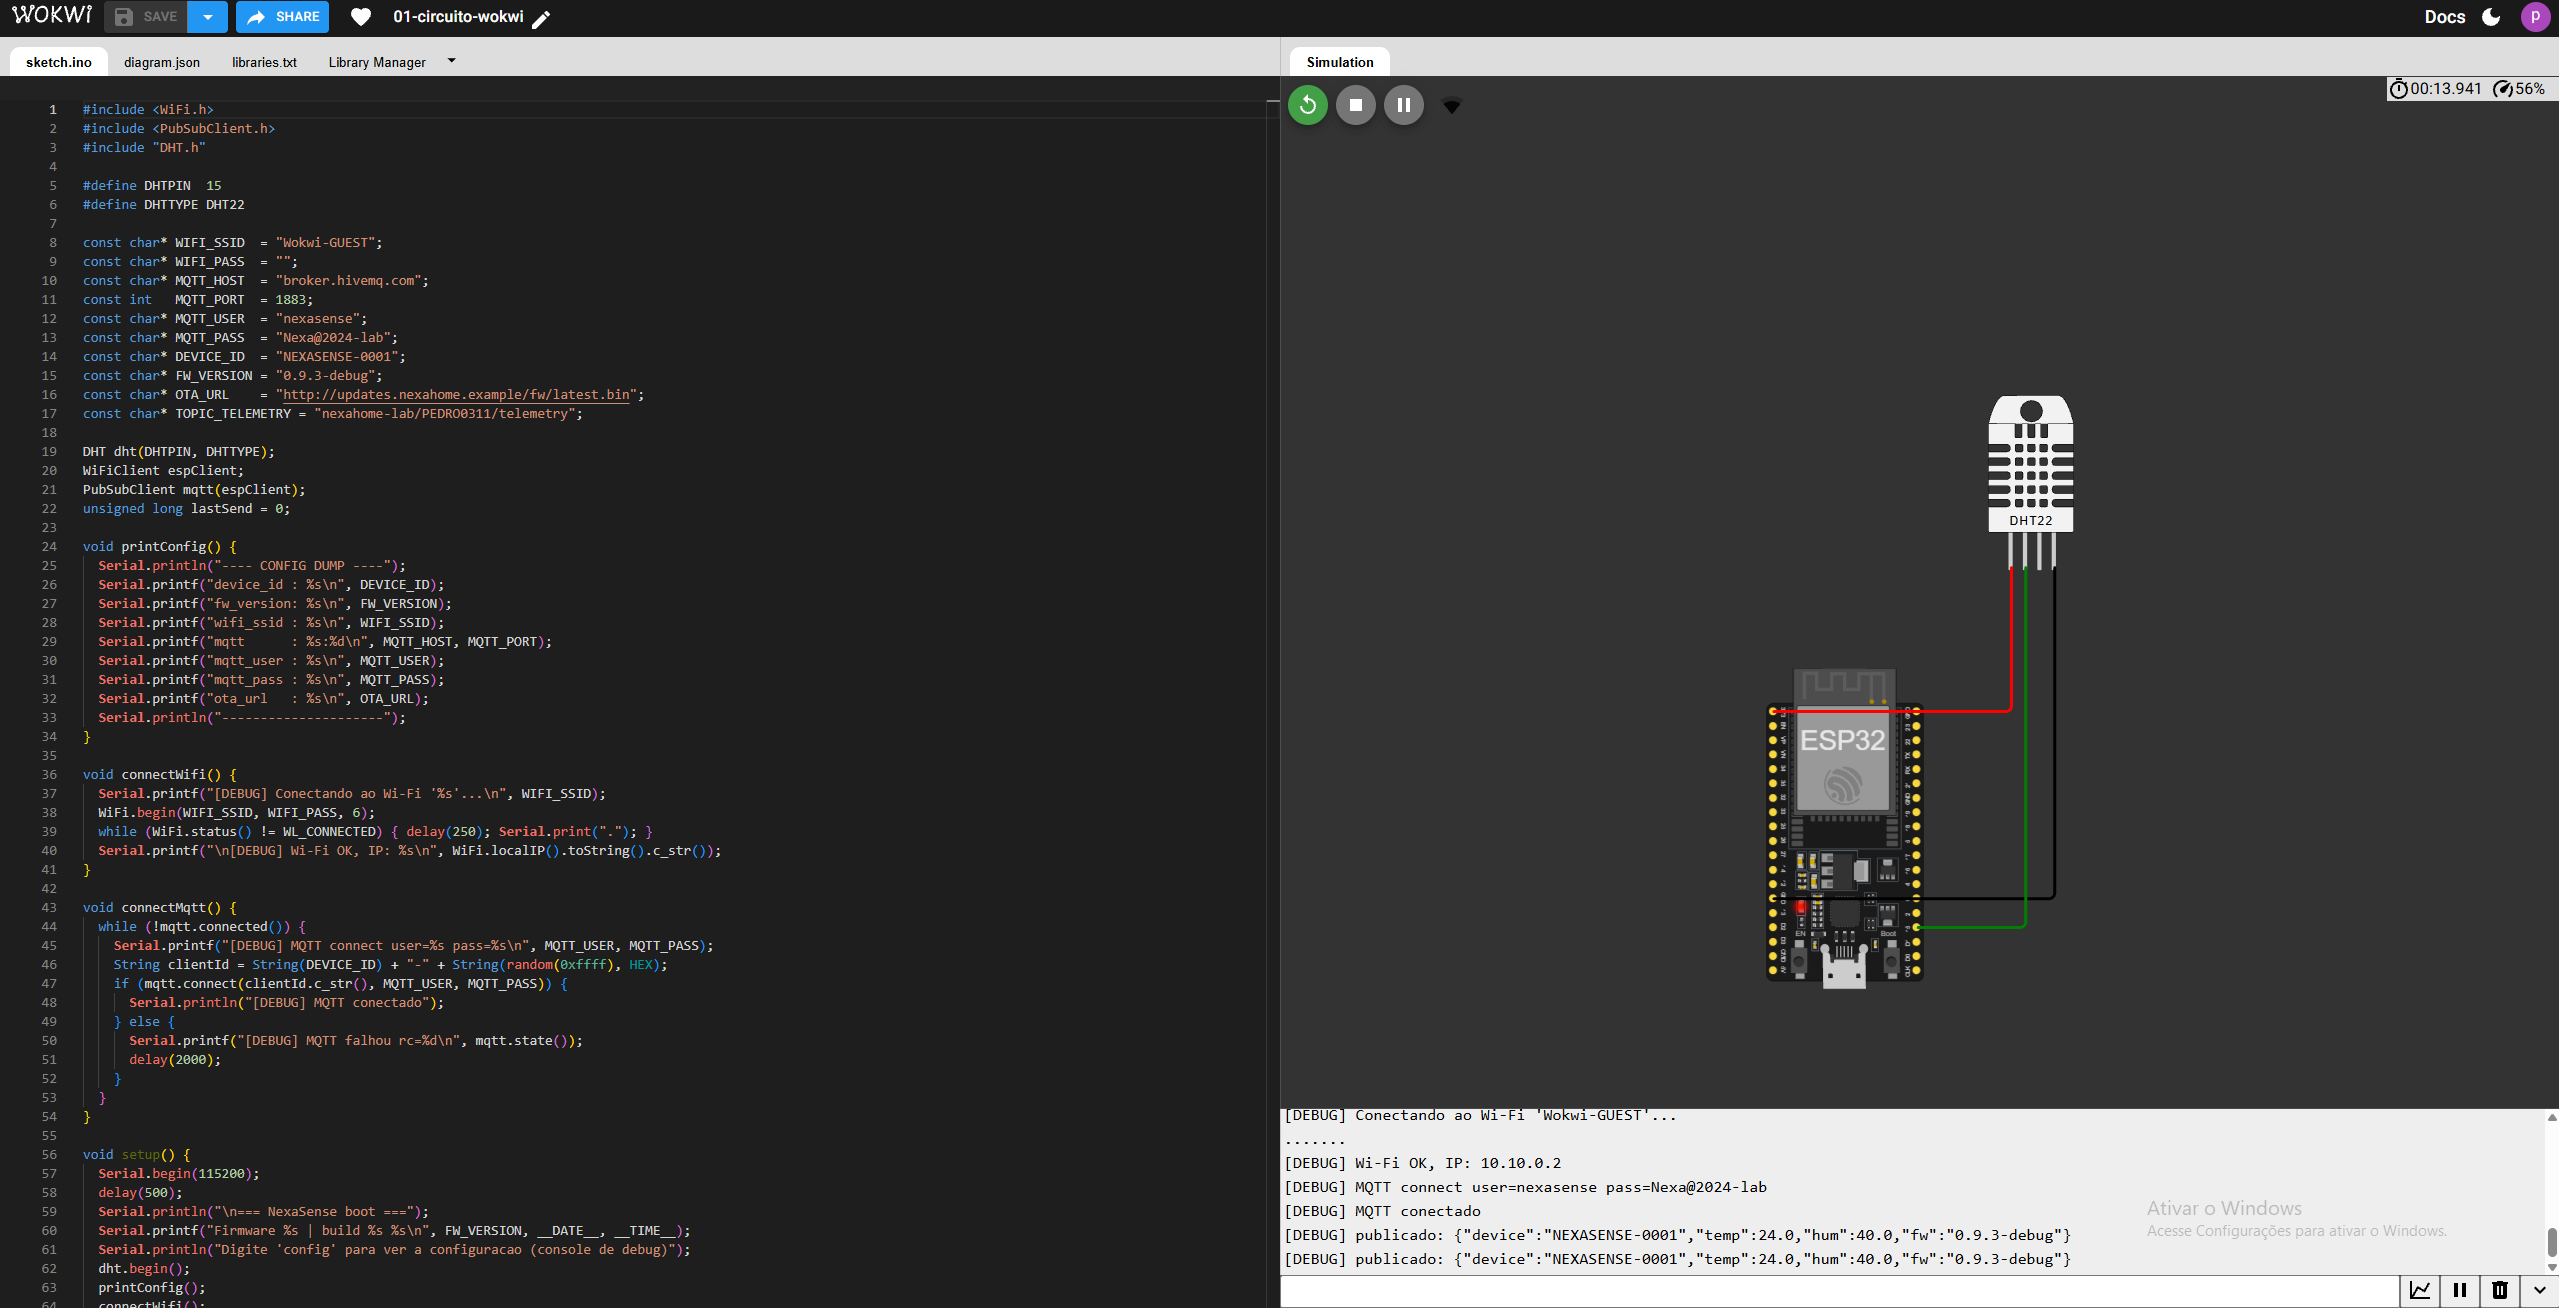 WOKWI
SAVE
SHARE
01-circuito-wokwi
Docs
p
sketch.ino
diagram.json
libraries.txt
Library Manager
Simulation
00:13.941
56%
1 #include <WiFi.h>
2 #include <PubSubClient.h>
3 #include "DHT.h"
4
5 #define DHTPIN  15
6 #define DHTTYPE DHT22
7
8 const char* WIFI_SSID  = "Wokwi-GUEST";
9 const char* WIFI_PASS  = "";
10 const char* MQTT_HOST  = "broker.hivemq.com";
11 const int   MQTT_PORT  = 1883;
12 const char* MQTT_USER  = "nexasense";
13 const char* MQTT_PASS  = "Nexa@2024-lab";
14 const char* DEVICE_ID  = "NEXASENSE-0001";
15 const char* FW_VERSION = "0.9.3-debug";
16 const char* OTA_URL    = "http://updates.nexahome.example/fw/latest.bin";
17 const char* TOPIC_TELEMETRY = "nexahome-lab/PEDRO0311/telemetry";
18
19 DHT dht(DHTPIN, DHTTYPE);
20 WiFiClient espClient;
21 PubSubClient mqtt(espClient);
22 unsigned long lastSend = 0;
23
24 void printConfig() {
25   Serial.println("---- CONFIG DUMP ----");
26   Serial.printf("device_id : %s\n", DEVICE_ID);
27   Serial.printf("fw_version: %s\n", FW_VERSION);
28   Serial.printf("wifi_ssid : %s\n", WIFI_SSID);
29   Serial.printf("mqtt      : %s:%d\n", MQTT_HOST, MQTT_PORT);
30   Serial.printf("mqtt_user : %s\n", MQTT_USER);
31   Serial.printf("mqtt_pass : %s\n", MQTT_PASS);
32   Serial.printf("ota_url   : %s\n", OTA_URL);
33   Serial.println("---------------------");
34 }
35
36 void connectWifi() {
37   Serial.printf("[DEBUG] Conectando ao Wi-Fi '%s'...\n", WIFI_SSID);
38   WiFi.begin(WIFI_SSID, WIFI_PASS, 6);
39   while (WiFi.status() != WL_CONNECTED) { delay(250); Serial.print("."); }
40   Serial.printf("\n[DEBUG] Wi-Fi OK, IP: %s\n", WiFi.localIP().toString().c_str());
41 }
42
43 void connectMqtt() {
44   while (!mqtt.connected()) {
45     Serial.printf("[DEBUG] MQTT connect user=%s pass=%s\n", MQTT_USER, MQTT_PASS);
46     String clientId = String(DEVICE_ID) + "-" + String(random(0xffff), HEX);
47     if (mqtt.connect(clientId.c_str(), MQTT_USER, MQTT_PASS)) {
48       Serial.println("[DEBUG] MQTT conectado");
49     } else {
50       Serial.printf("[DEBUG] MQTT falhou rc=%d\n", mqtt.state());
51       delay(2000);
52     }
53   }
54 }
55
56 void setup() {
57   Serial.begin(115200);
58   delay(500);
59   Serial.println("\n=== NexaSense boot ===");
60   Serial.printf("Firmware %s | build %s %s\n", FW_VERSION, __DATE__, __TIME__);
61   Serial.println("Digite 'config' para ver a configuracao (console de debug)");
62   dht.begin();
63   printConfig();
64   connectWifi();
DHT22
ESP32
EN
Boot
[DEBUG] Conectando ao Wi-Fi 'Wokwi-GUEST'...
.......
[DEBUG] Wi-Fi OK, IP: 10.10.0.2
[DEBUG] MQTT connect user=nexasense pass=Nexa@2024-lab
[DEBUG] MQTT conectado
[DEBUG] publicado: {"device":"NEXASENSE-0001","temp":24.0,"hum":40.0,"fw":"0.9.3-debug"}
[DEBUG] publicado: {"device":"NEXASENSE-0001","temp":24.0,"hum":40.0,"fw":"0.9.3-debug"}
Ativar o Windows
Acesse Configurações para ativar o Windows.